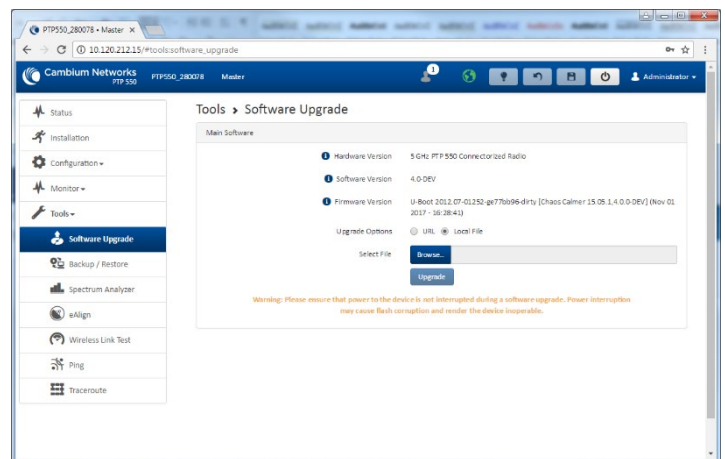 PTP550_280078 • Master
10.120.212.15/#tools:software_upgrade
Cambium Networks
PTP 550
PTP550_280078 Master
1
Administrator
Status
Installation
Configuration
Monitor
Tools
Software Upgrade
Backup / Restore
Spectrum Analyzer
eAlign
Wireless Link Test
Ping
Traceroute
Tools > Software Upgrade
Main Software
Hardware Version 5 GHz PTP 550 Connectorized Radio
Software Version 4.0-DEV
Firmware Version U-Boot 2012.07-01252-ge77bb96-dirty [Chaos Calmer 15.05.1,4.0.0-DEV] (Nov 01
2017 - 16:28:41)
Upgrade Options URL Local File
Select File Browse...
Upgrade
Warning: Please ensure that power to the device is not interrupted during a software upgrade. Power interruption
may cause flash corruption and render the device inoperable.